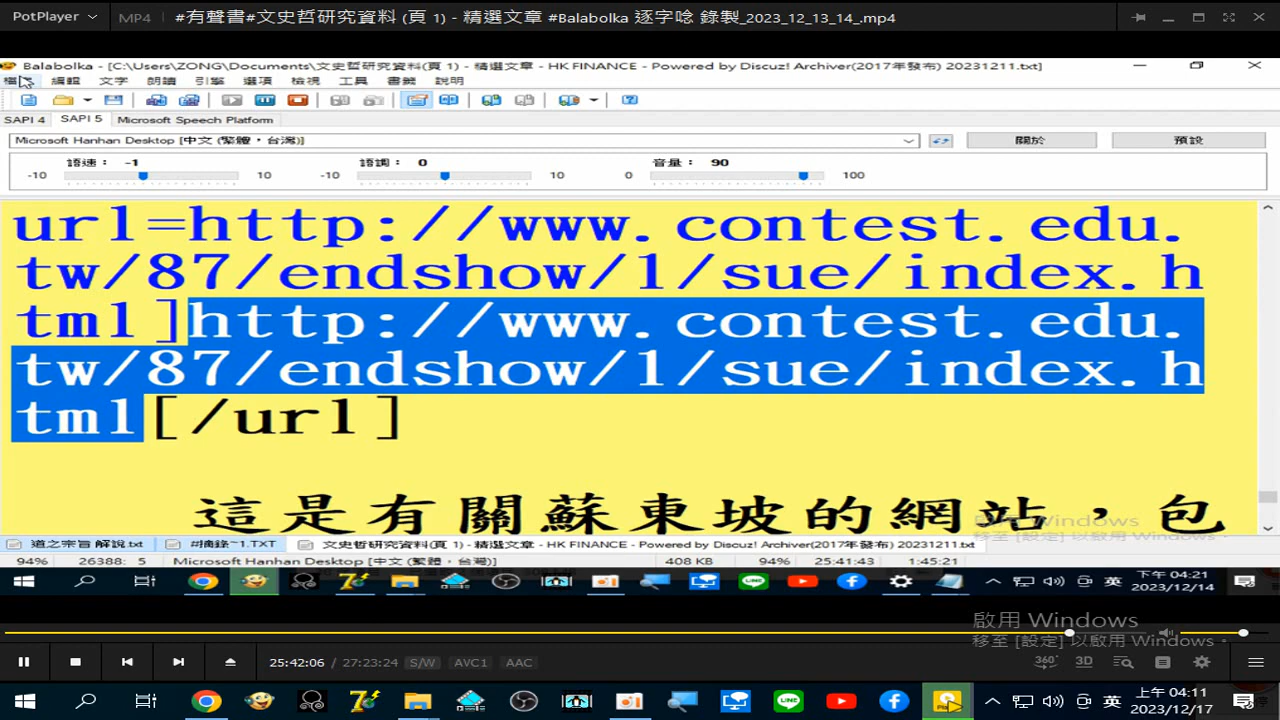 PotPlayer MP4 #有聲書#文史哲研究資料 (頁 1) - 精選文章 #Balabolka 逐字唸 錄製_2023_12_13_14_.mp4
Balabolka - [C:\Users\ZONG\Documents\文史哲研究資料(頁 1) - 精選文章 - HK FINANCE - Powered by Discuz! Archiver(2017年發布) 20231211.txt]
檔案 編輯 文字 朗讀 引擎 選項 檢視 工具 書籤 說明
SAPI 4 SAPI 5 Microsoft Speech Platform
Microsoft Hanhan Desktop [中文 (繁體，台灣)] 關於 預設
語速： -1 語調： 0 音量： 90
-10 10 -10 10 0 100
url=http://www.contest.edu.
tw/87/endshow/1/sue/index.h
tml]http://www.contest.edu.
tw/87/endshow/1/sue/index.h
tml[/url]
這是有關蘇東坡的網站，包
啟用 Windows
移至 [設定] 以啟用 Windows。
道之宗旨 解說.txt #摘錄~1.TXT 文史哲研究資料(頁 1) - 精選文章 - HK FINANCE - Powered by Discuz! Archiver(2017年發布) 20231211.txt
94% 26388: 5 Microsoft Hanhan Desktop [中文 (繁體，台灣)] 408 KB 94% 25:41:43 1:45:21
英 下午 04:21
2023/12/14
啟用 Windows
移至 [設定] 以啟用 Windows。
25:42:06 / 27:23:24 S/W AVC1 AAC 360° 3D
英 上午 04:11
2023/12/17